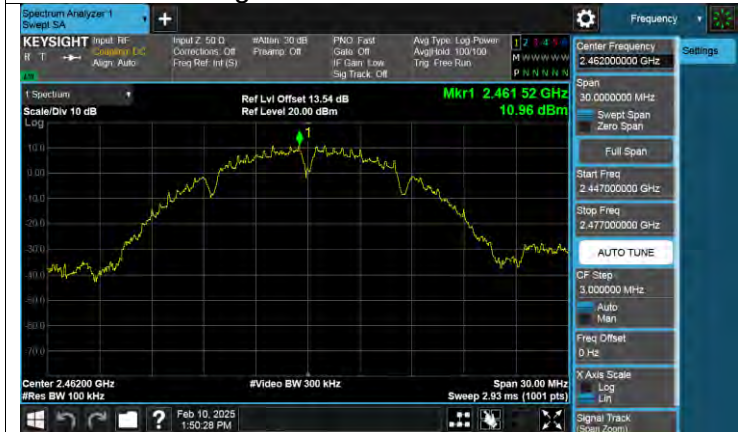 Spectrum Analyzer 1
Swept SA
Frequency
KEYSIGHT
R T
Input: RF
Coupling: DC
Align: Auto
Input Z: 50 Ω
Corrections: Off
Freq Ref: Int (S)
#Atten: 30 dB
Preamp: Off
PNO: Fast
Gate: Off
IF Gain: Low
Sig Track: Off
Avg Type: Log-Power
Avg|Hold: 100/100
Trig: Free Run
1 2 3 4 5 6
M W W W W W
P N N N N N
1 Spectrum
Scale/Div 10 dB
Log
Ref Lvl Offset 13.54 dB
Ref Level 20.00 dBm
Mkr1 2.461 52 GHz
10.96 dBm
1
10.0
0.00
-10.0
-20.0
-30.0
-40.0
-50.0
-60.0
-70.0
Center 2.46200 GHz
#Res BW 100 kHz
#Video BW 300 kHz
Span 30.00 MHz
Sweep 2.93 ms (1001 pts)
Center Frequency
2.462000000 GHz
Settings
Span
30.0000000 MHz
Swept Span
Zero Span
Full Span
Start Freq
2.447000000 GHz
Stop Freq
2.477000000 GHz
AUTO TUNE
CF Step
3.000000 MHz
Auto
Man
Freq Offset
0 Hz
X Axis Scale
Log
Lin
Signal Track
(Span Zoom)
?
Feb 10, 2025
1:50:28 PM